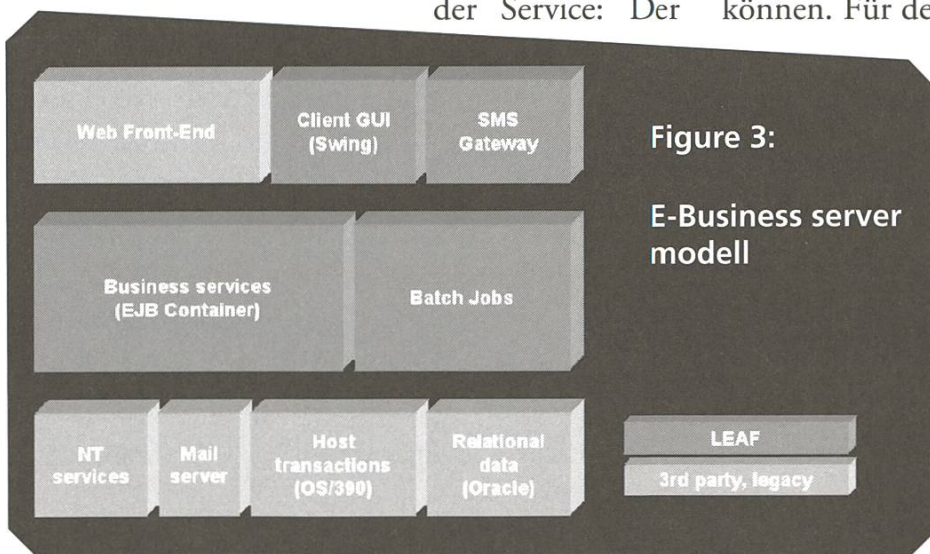 der Service: Der
können. Für de
Web Front-End
Client GUI
(Swing)
SMS
Gateway
Figure 3:
E-Business server
modell
Business services
(EJB Container)
Batch Jobs
NT
services
Mail
server
Host
transactions
(OS/390)
Relational
data
(Oracle)
LEAF
3rd party, legacy